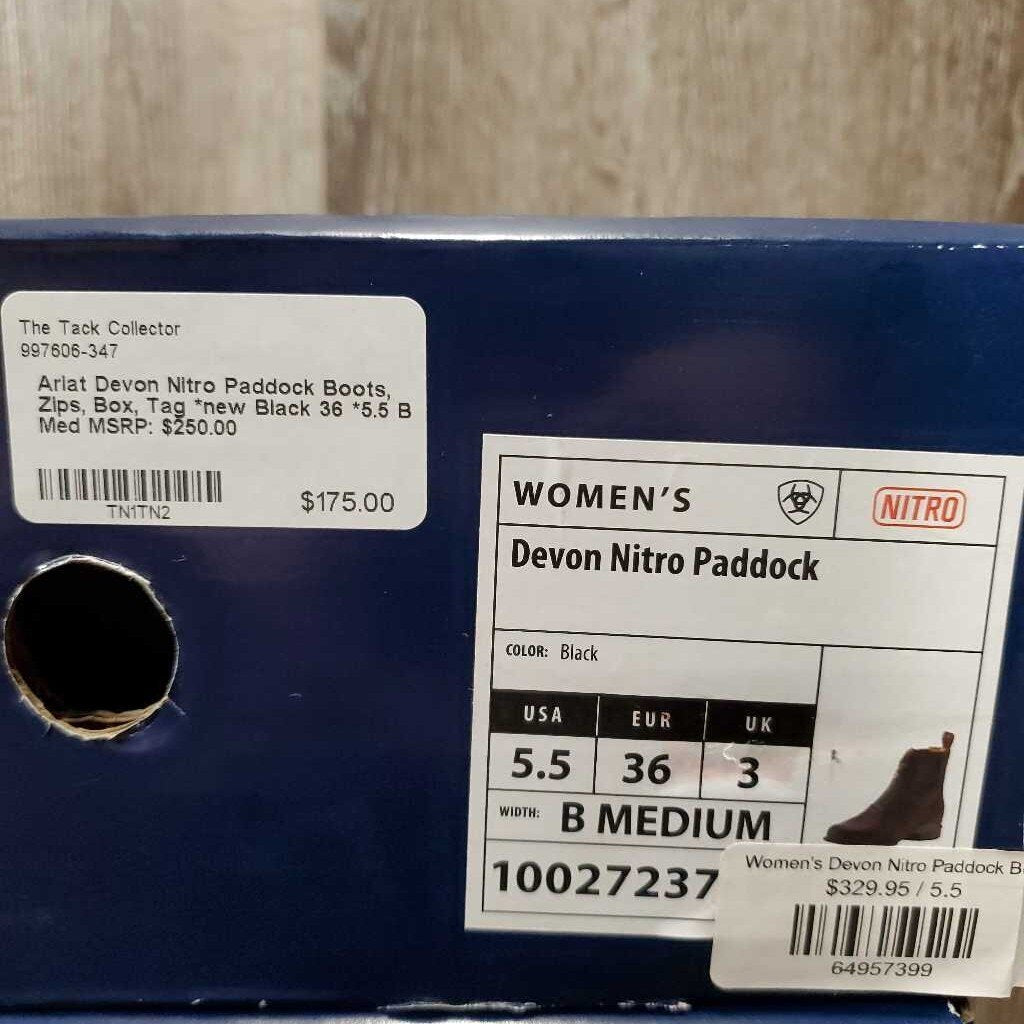 The Tack Collector
997606-347
Ariat Devon Nitro Paddock Boots,
Zips, Box, Tag *new Black 36 *5.5 B
Med MSRP: $250.00
TN1TN2
$175.00
WOMEN'S
NITRO
Devon Nitro Paddock
COLOR: Black
USA EUR UK
5.5 36 3
WIDTH: B MEDIUM
10027237
Women's Devon Nitro Paddock B
$329.95 / 5.5
64957399